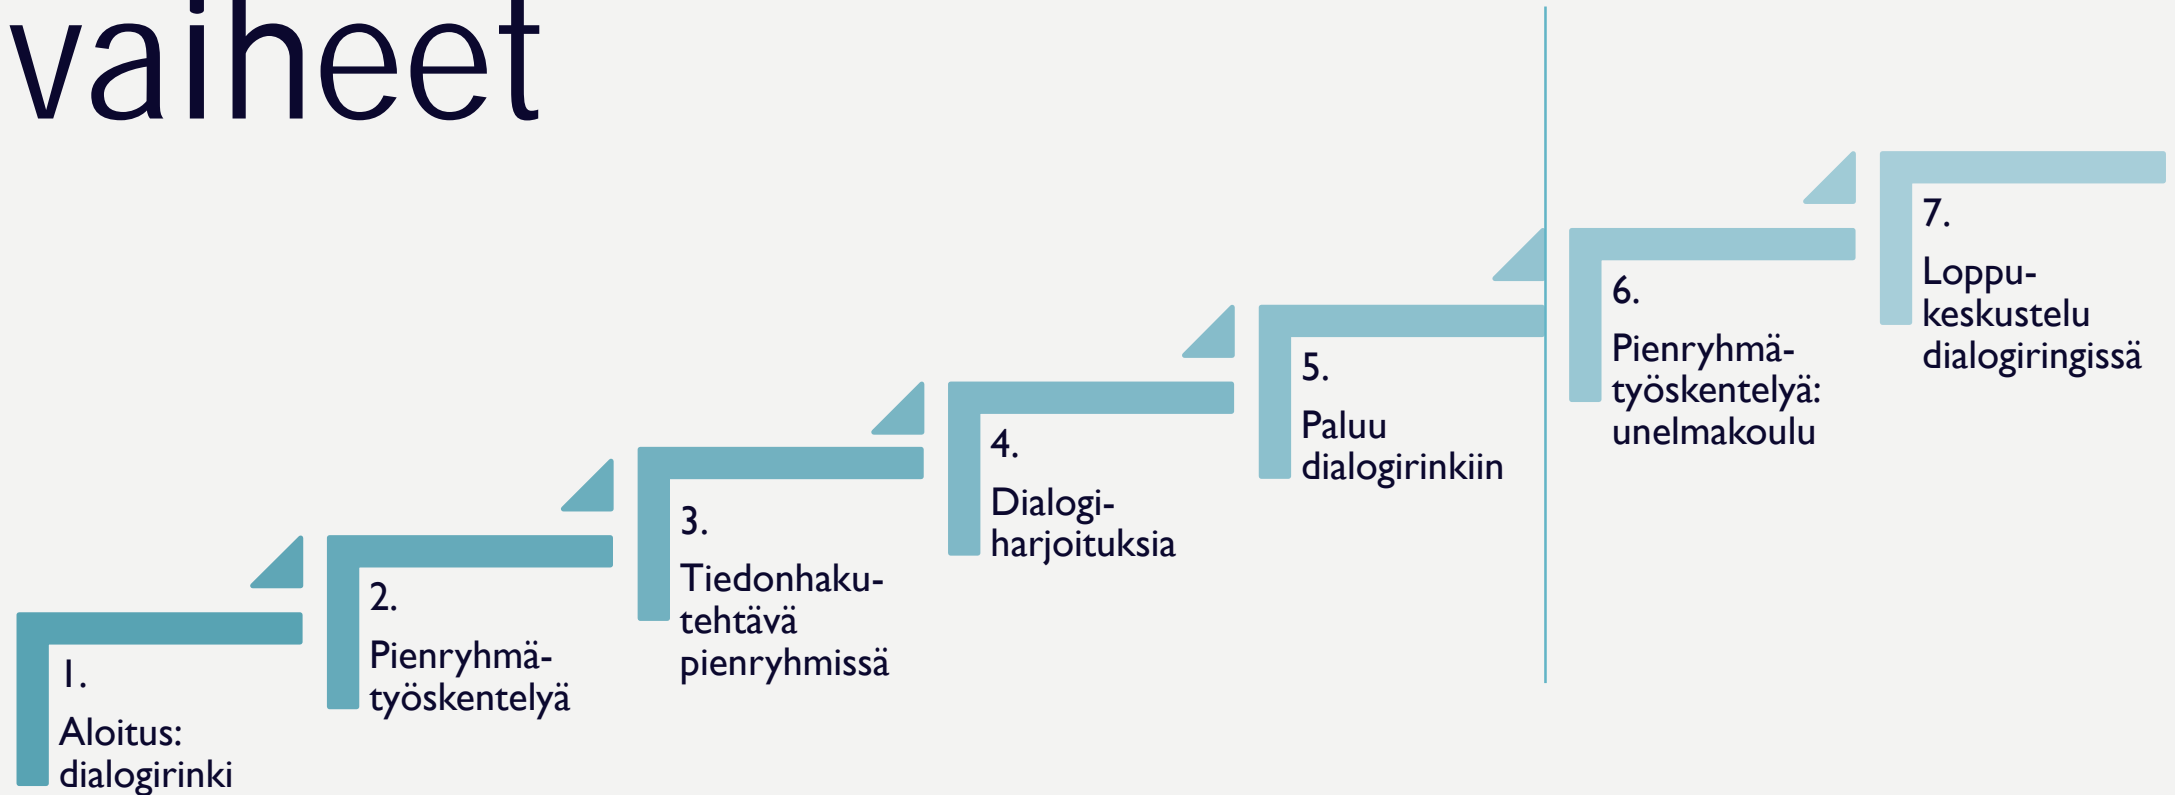 vaiheet
1.
Aloitus:
dialogirinki
2.
Pienryhmä-
työskentelyä
3.
Tiedonhaku-
tehtävä
pienryhmissä
4.
Dialogi-
harjoituksia
5.
Paluu
dialogirinkiin
6.
Pienryhmä-
työskentelyä:
unelmakoulu
7.
Loppu-
keskustelu
dialogiringissä